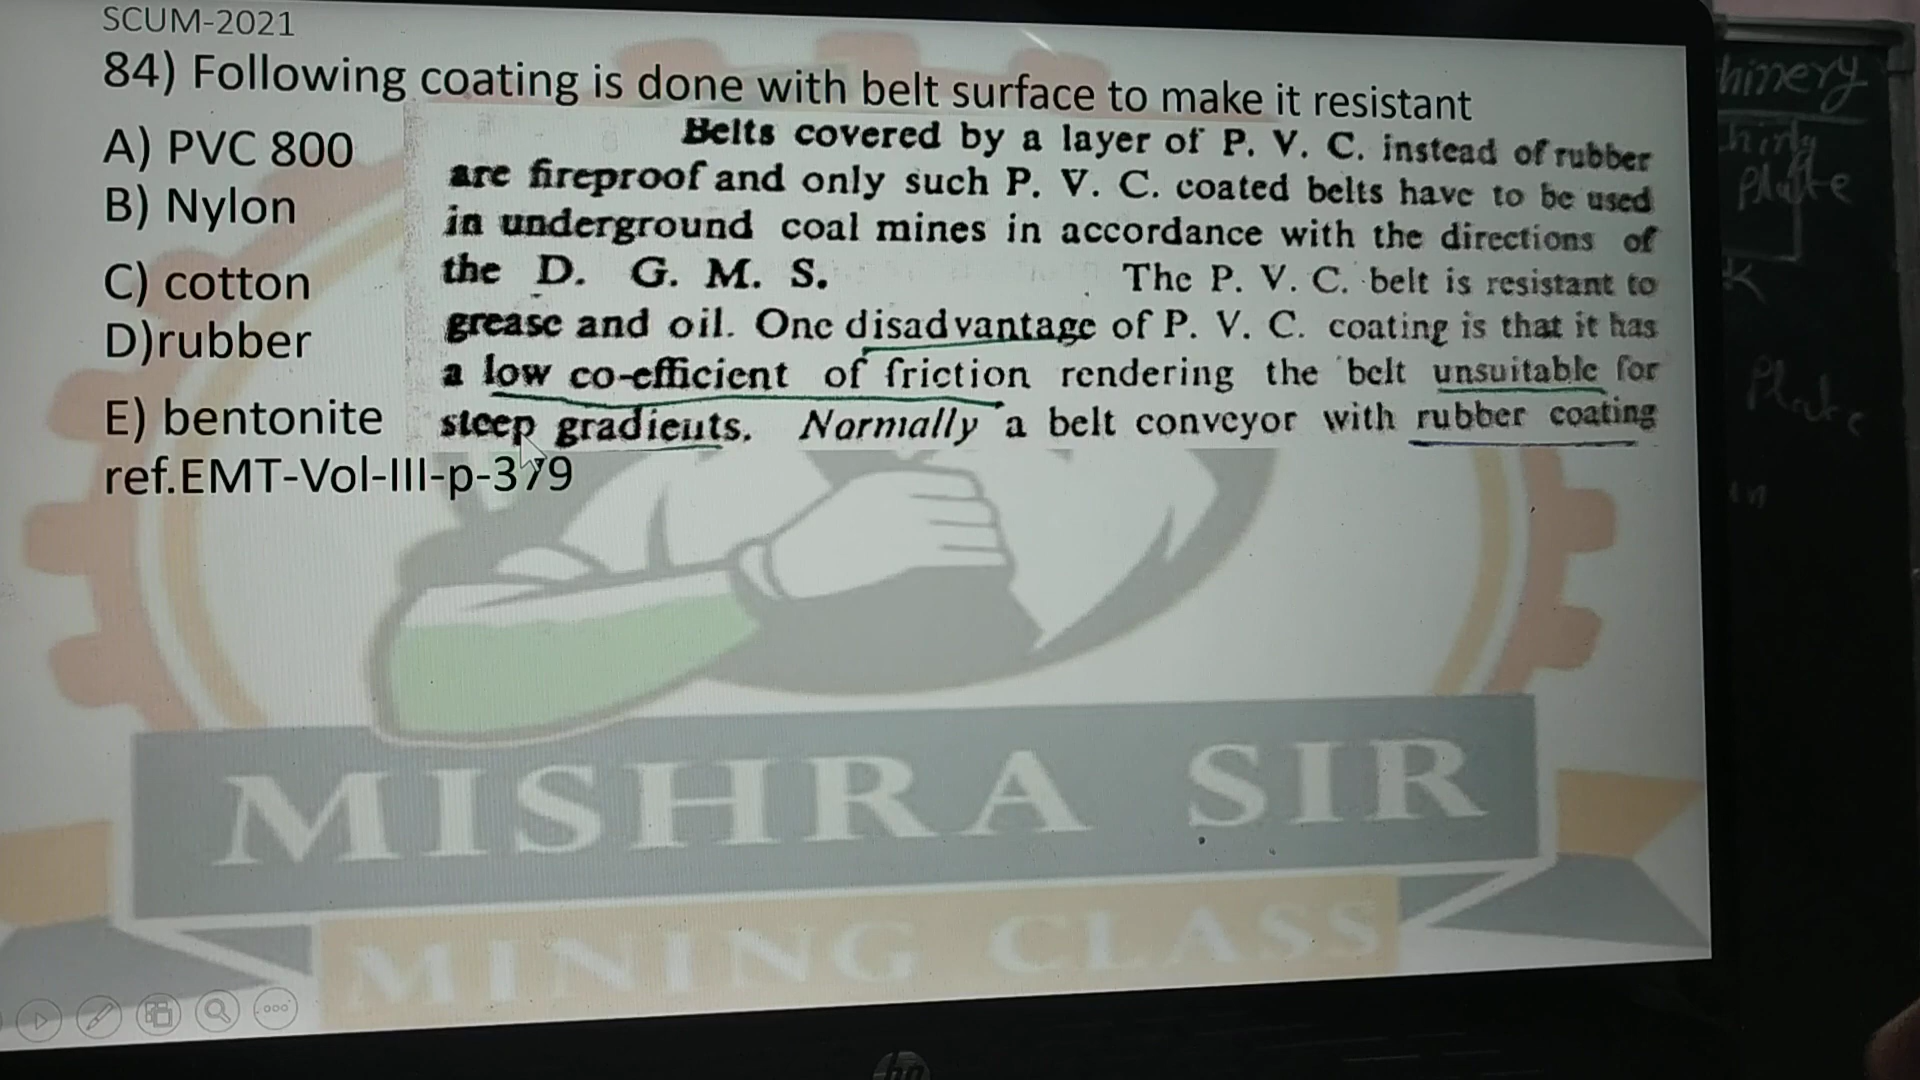 SCUM-2021
84) Following coating is done with belt surface to make it resistant
A) PVC 800
B) Nylon
C) cotton
D)rubber
E) bentonite
ref.EMT-Vol-III-p-379
Belts covered by a layer of P. V. C. instead of rubber
are fireproof and only such P. V. C. coated belts have to be used
in underground coal mines in accordance with the directions of
the D. G. M. S. The P. V. C. belt is resistant to
grease and oil. One disadvantage of P. V. C. coating is that it has
a low co-efficient of friction rendering the belt unsuitable for
steep gradients. Normally a belt conveyor with rubber coating
MISHRA SIR
MINING CLASS
hp
hinery
Plate
Plate